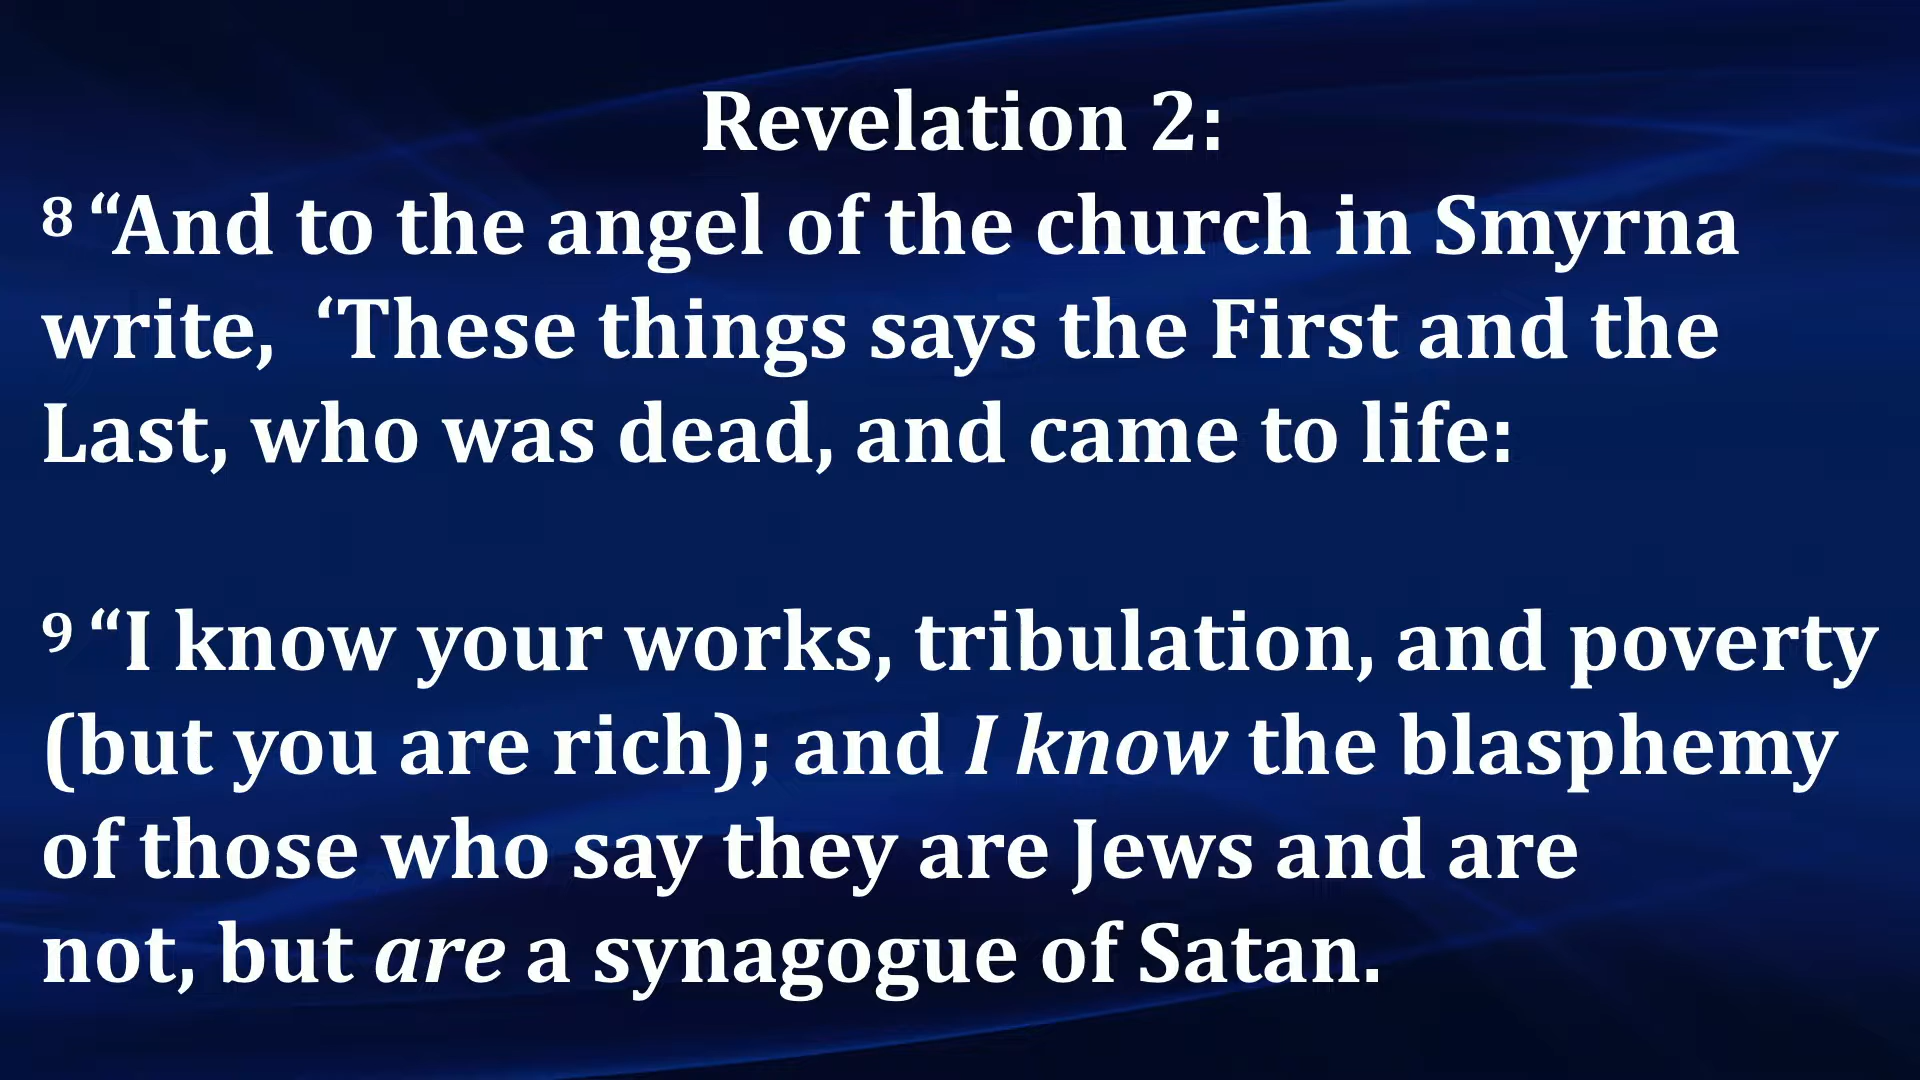 Revelation 2:
8 “And to the angel of the church in Smyrna
write,  ‘These things says the First and the
Last, who was dead, and came to life:
9 “I know your works, tribulation, and poverty
(but you are rich); and I know the blasphemy
of those who say they are Jews and are
not, but are a synagogue of Satan.